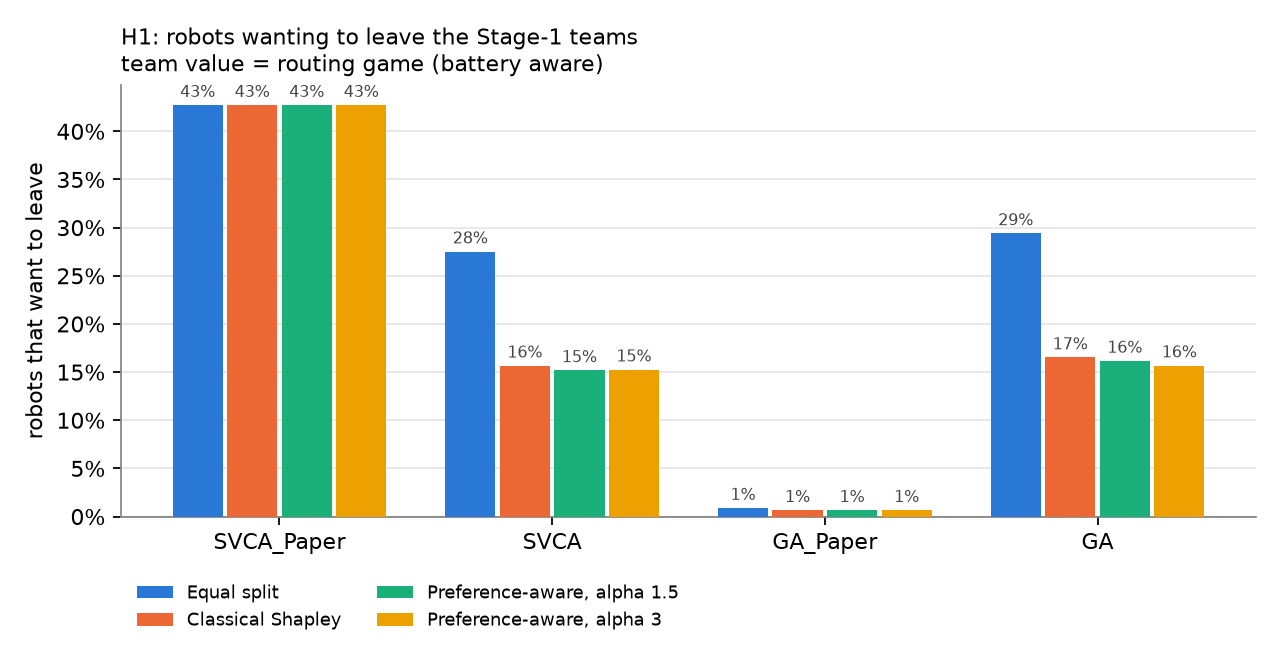 H1: robots wanting to leave the Stage-1 teams
team value = routing game (battery aware)
robots that want to leave
40%
35%
30%
25%
20%
15%
10%
5%
0%
43% 43% 43% 43%
28% 16% 15% 15%
1% 1% 1% 1%
29% 17% 16% 16%
SVCA_Paper SVCA GA_Paper GA
Equal split
Classical Shapley
Preference-aware, alpha 1.5
Preference-aware, alpha 3